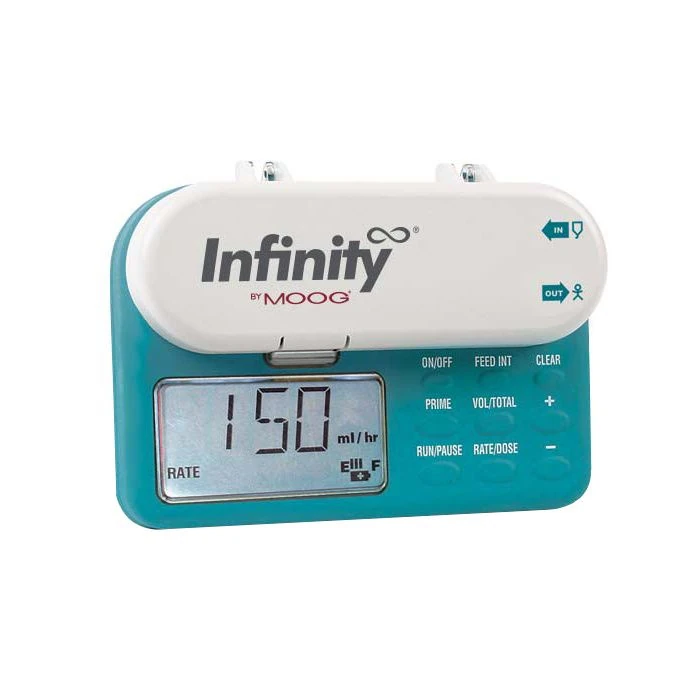 Infinity ∞®
BY MOOG®
IN
OUT
ON/OFF FEED INT CLEAR
PRIME VOL/TOTAL +
RUN/PAUSE RATE/DOSE −
150 ml/hr
RATE
E F